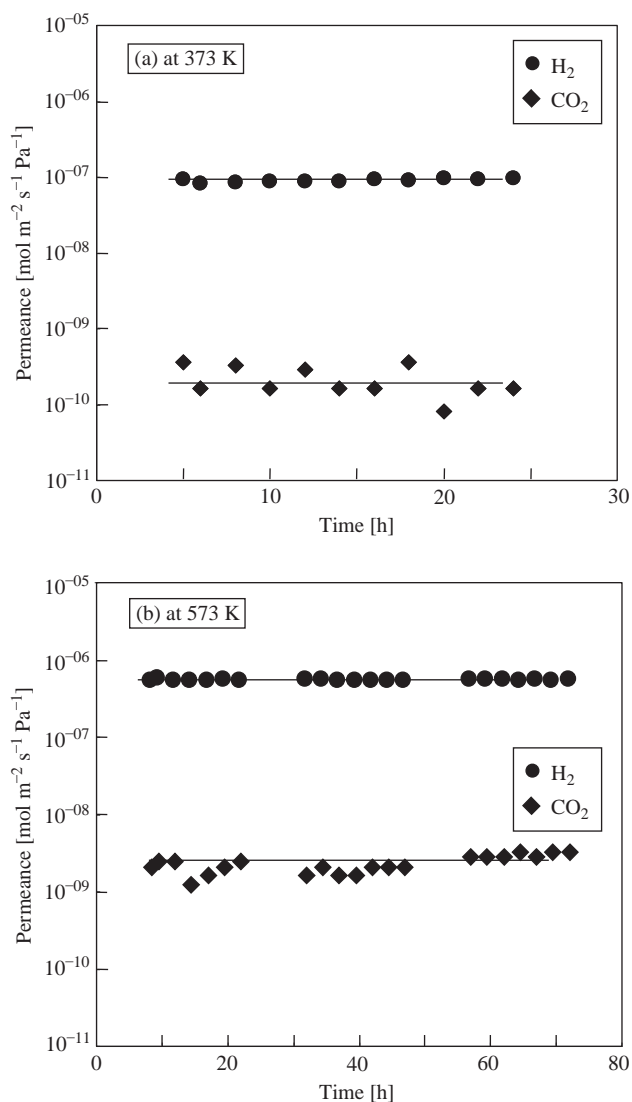 (a) at 373 K
H₂
CO₂
Permeance [mol m⁻² s⁻¹ Pa⁻¹]
10⁻⁰⁵
10⁻⁰⁶
10⁻⁰⁷
10⁻⁰⁸
10⁻⁰⁹
10⁻¹⁰
10⁻¹¹
0 10 20 30
Time [h]
(b) at 573 K
H₂
CO₂
Permeance [mol m⁻² s⁻¹ Pa⁻¹]
10⁻⁰⁵
10⁻⁰⁶
10⁻⁰⁷
10⁻⁰⁸
10⁻⁰⁹
10⁻¹⁰
10⁻¹¹
0 20 40 60 80
Time [h]